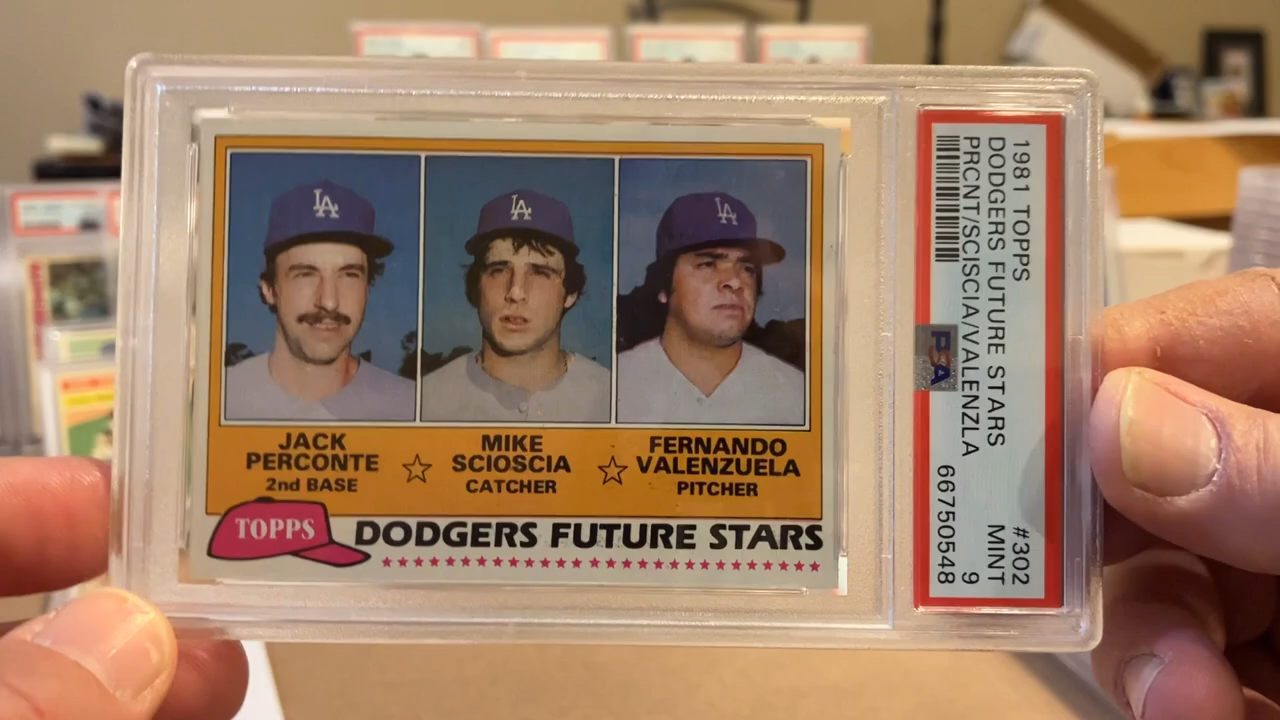 LA
LA
LA
JACK
PERCONTE
2nd BASE
MIKE
SCIOSCIA
CATCHER
FERNANDO
VALENZUELA
PITCHER
TOPPS
DODGERS FUTURE STARS
1981 TOPPS
DODGERS FUTURE STARS
PRCNT/SCISCIA/VALENZLA
#302
MINT
9
66750548
PSA